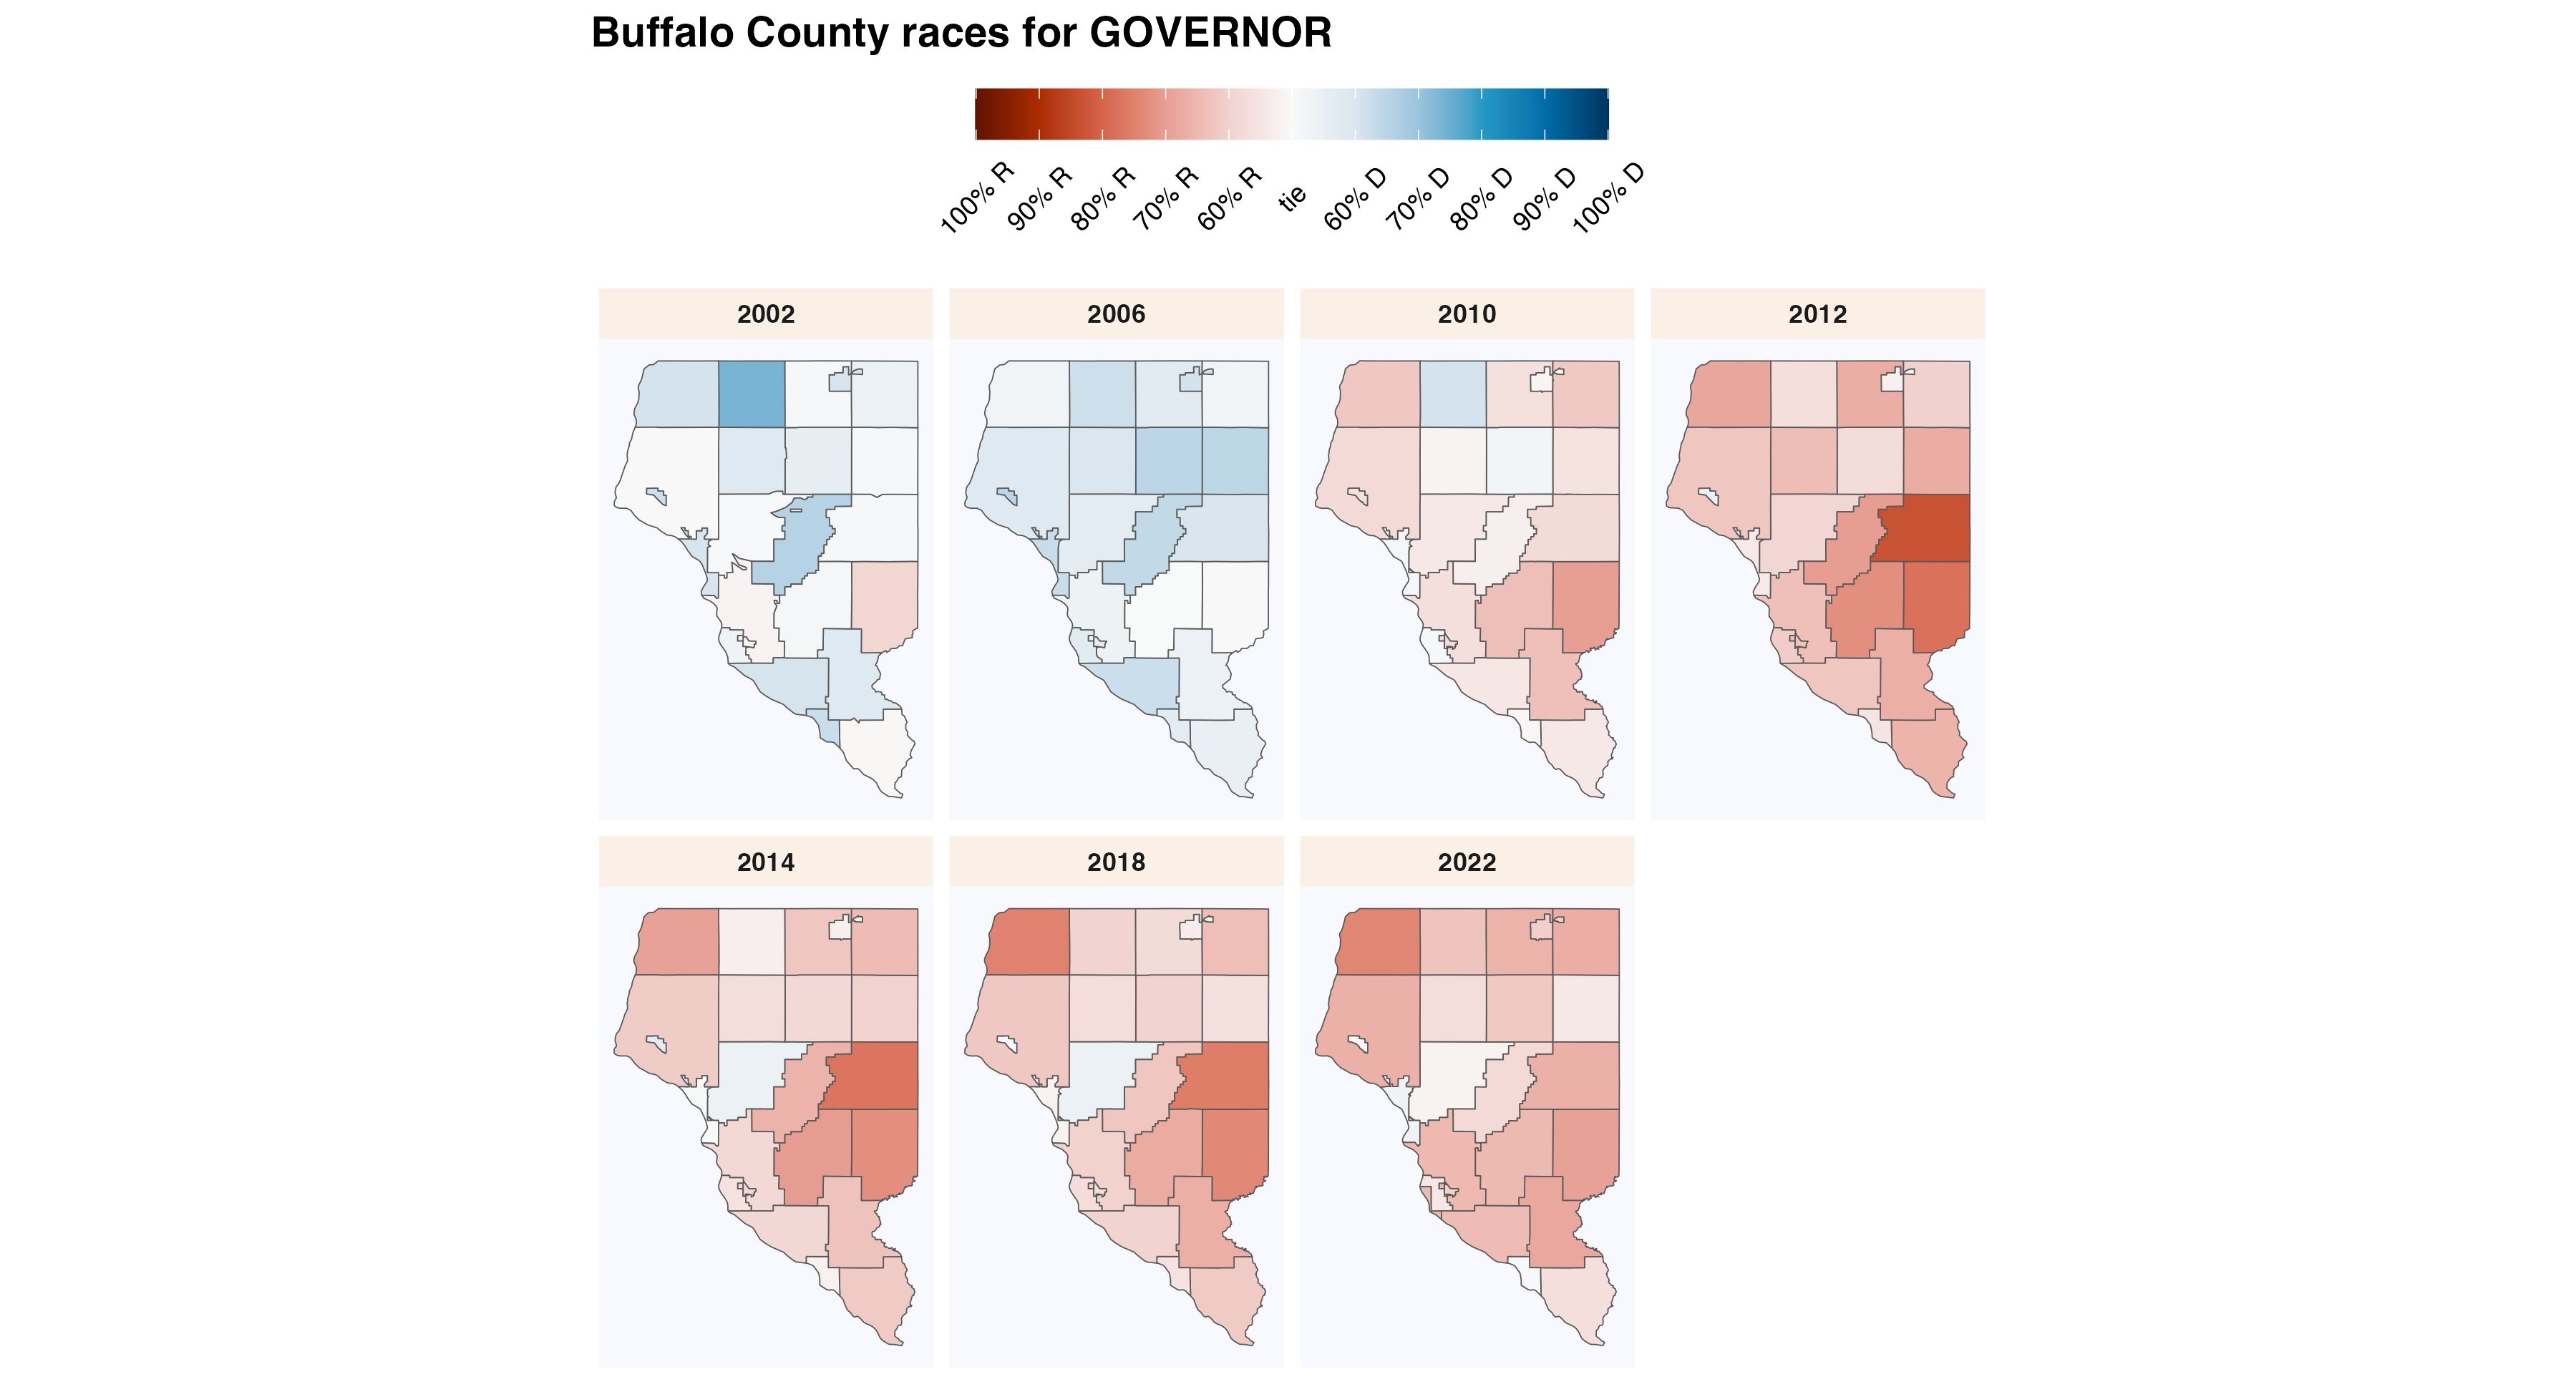 Buffalo County races for GOVERNOR
100% R
90% R
80% R
70% R
60% R
tie
60% D
70% D
80% D
90% D
100% D
2002
2006
2010
2012
2014
2018
2022